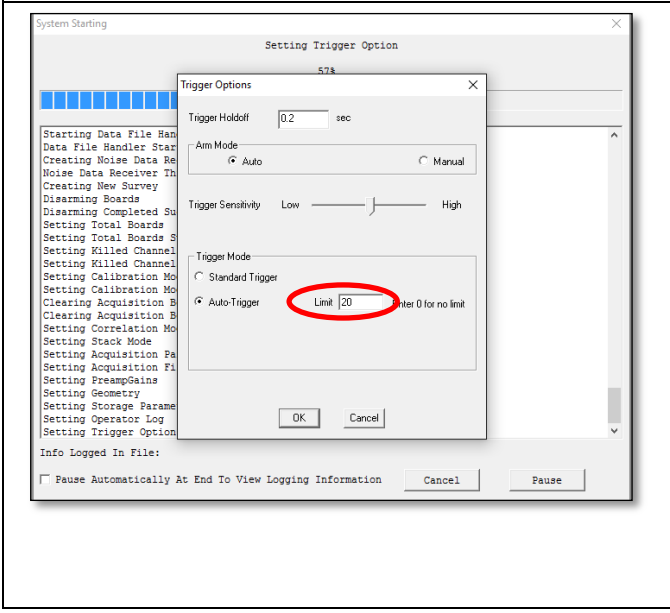 System Starting
Setting Trigger Option
57%
Trigger Options
Trigger Holdoff 0.2 sec
Arm Mode
Auto Manual
Trigger Sensitivity Low High
Trigger Mode
Standard Trigger
Auto-Trigger Limit 20 Enter 0 for no limit
OK Cancel
Starting Data File Han
Data File Handler Star
Creating Noise Data Re
Noise Data Receiver Th
Creating New Survey
Disarming Boards
Disarming Completed Su
Setting Total Boards
Setting Total Boards S
Setting Killed Channel
Setting Killed Channel
Setting Calibration Mo
Setting Calibration Mo
Clearing Acquisition B
Clearing Acquisition B
Setting Correlation Mo
Setting Stack Mode
Setting Acquisition Pa
Setting Acquisition Fi
Setting PreampGains
Setting Geometry
Setting Storage Parame
Setting Operator Log
Setting Trigger Option
Info Logged In File:
Pause Automatically At End To View Logging Information Cancel Pause